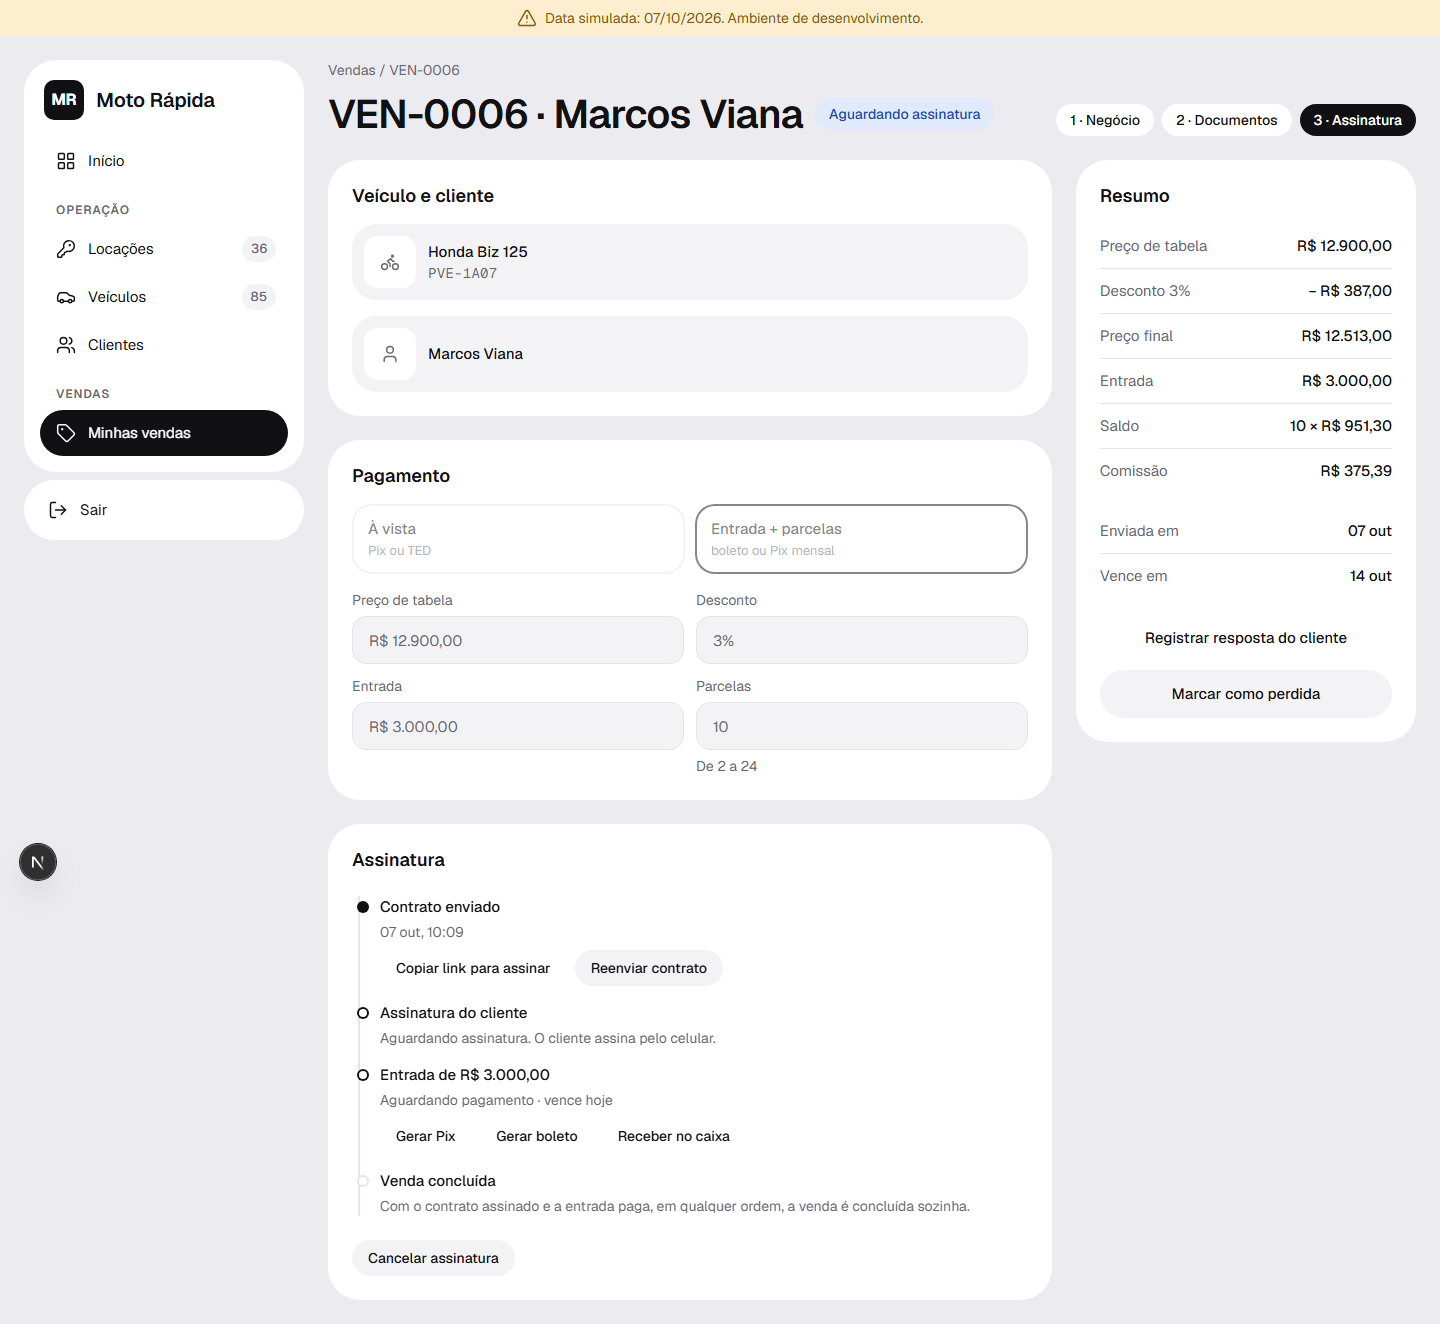 Data simulada: 07/10/2026. Ambiente de desenvolvimento.
MR Moto Rápida
Início
OPERAÇÃO
Locações 36
Veículos 85
Clientes
VENDAS
Minhas vendas
Sair
Vendas / VEN-0006
VEN-0006 · Marcos Viana
Aguardando assinatura
1 · Negócio
2 · Documentos
3 · Assinatura
Veículo e cliente
Honda Biz 125
PVE-1A07
Marcos Viana
Pagamento
À vista
Pix ou TED
Entrada + parcelas
boleto ou Pix mensal
Preço de tabela
R$ 12.900,00
Desconto
3%
Entrada
R$ 3.000,00
Parcelas
10
De 2 a 24
Assinatura
Contrato enviado
07 out, 10:09
Copiar link para assinar
Reenviar contrato
Assinatura do cliente
Aguardando assinatura. O cliente assina pelo celular.
Entrada de R$ 3.000,00
Aguardando pagamento · vence hoje
Gerar Pix
Gerar boleto
Receber no caixa
Venda concluída
Com o contrato assinado e a entrada paga, em qualquer ordem, a venda é concluída sozinha.
Cancelar assinatura
Resumo
Preço de tabela R$ 12.900,00
Desconto 3% – R$ 387,00
Preço final R$ 12.513,00
Entrada R$ 3.000,00
Saldo 10 × R$ 951,30
Comissão R$ 375,39
Enviada em 07 out
Vence em 14 out
Registrar resposta do cliente
Marcar como perdida
N